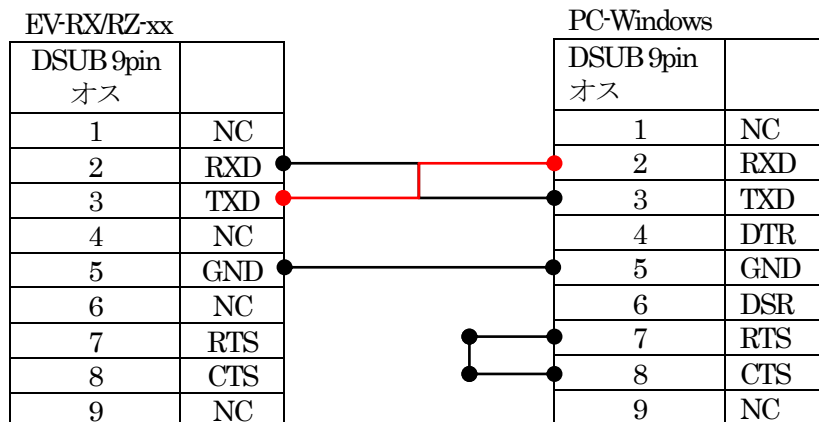 EV-RX/RZ-xx
DSUB 9pin
オス
1 NC
2 RXD
3 TXD
4 NC
5 GND
6 NC
7 RTS
8 CTS
9 NC
PC-Windows
DSUB 9pin
オス
1 NC
2 RXD
3 TXD
4 DTR
5 GND
6 DSR
7 RTS
8 CTS
9 NC